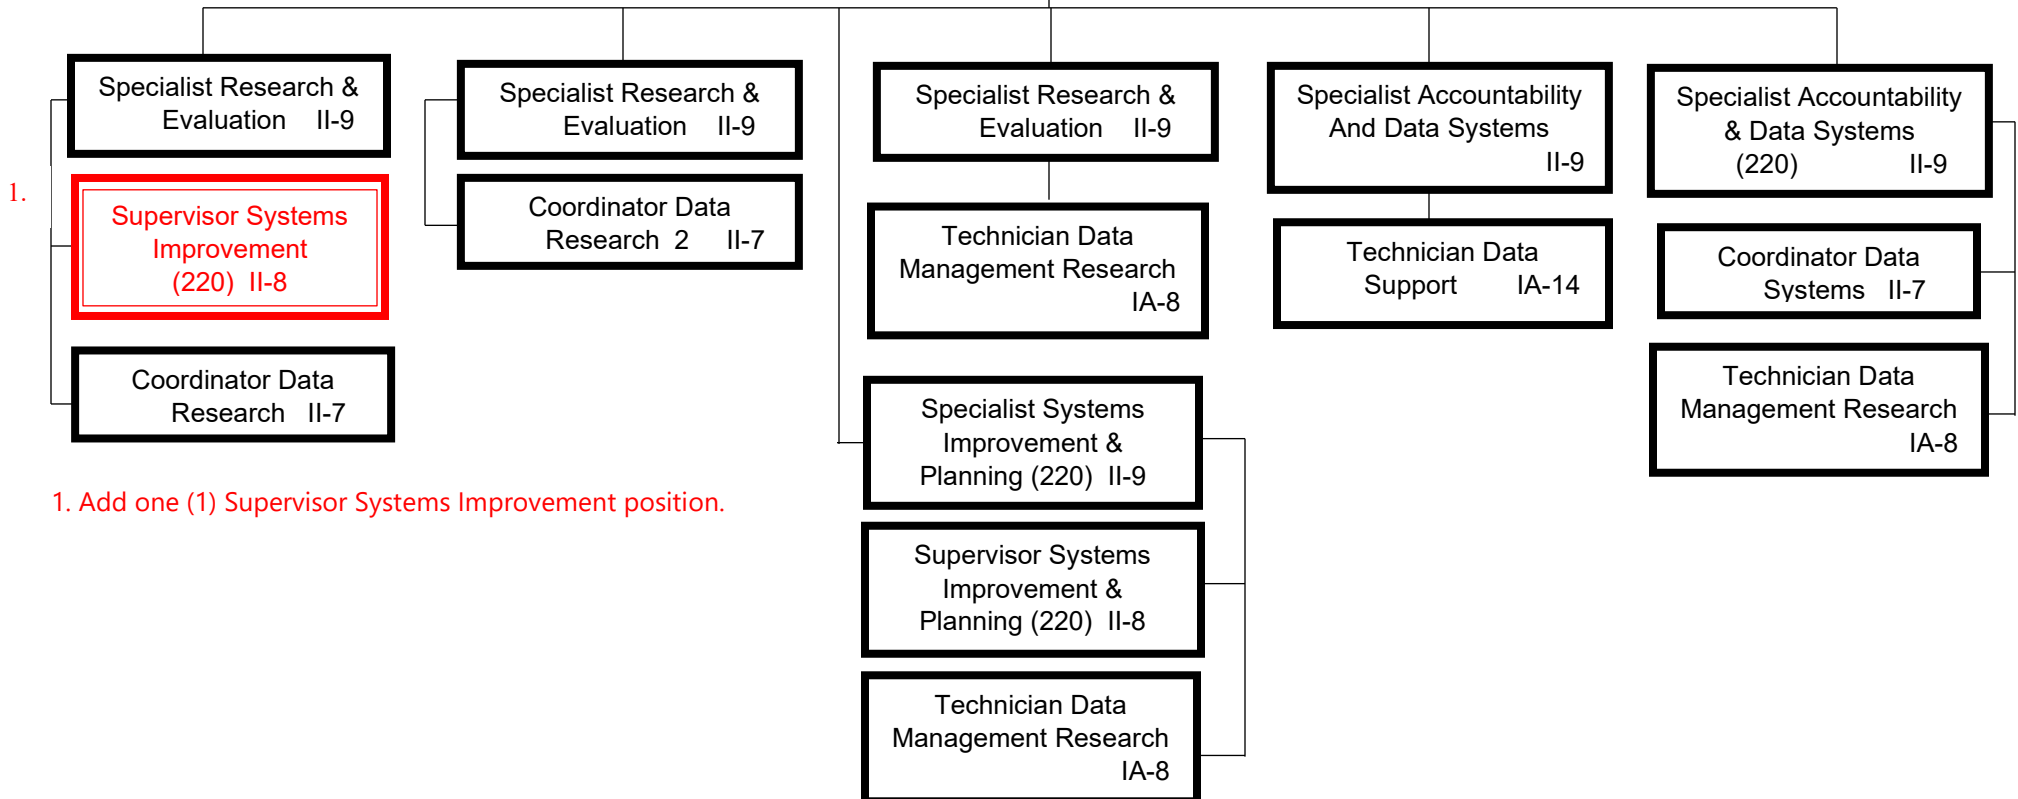 Specialist Research &
Evaluation II-9
1.
Supervisor Systems
Improvement
(220) II-8
Coordinator Data
Research II-7
Specialist Research &
Evaluation II-9
Coordinator Data
Research 2 II-7
Specialist Research &
Evaluation II-9
Technician Data
Management Research
IA-8
Specialist Systems
Improvement &
Planning (220) II-9
Supervisor Systems
Improvement &
Planning (220) II-8
Technician Data
Management Research
IA-8
Specialist Accountability
And Data Systems
II-9
Technician Data
Support IA-14
Specialist Accountability
& Data Systems
(220) II-9
Coordinator Data
Systems II-7
Technician Data
Management Research
IA-8
1. Add one (1) Supervisor Systems Improvement position.